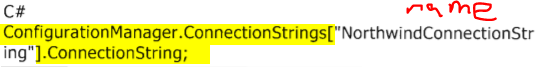 C#
name
ConfigurationManager.ConnectionStrings["NorthwindConnectionStr
ing"].ConnectionString;